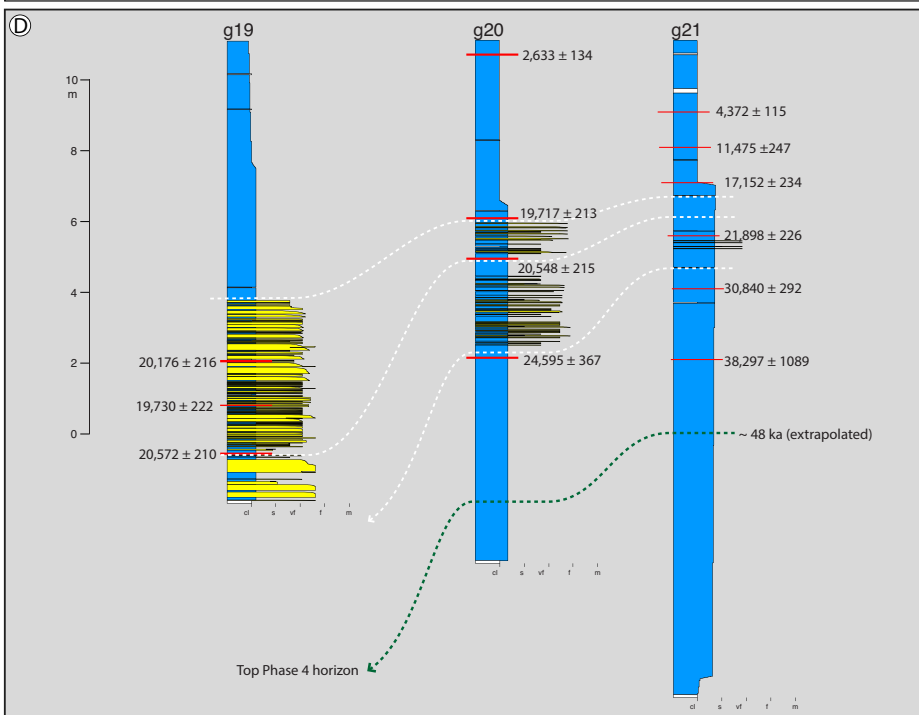 D
g19
g20
g21
10
m
8
6
4
2
0
2,633 ± 134
4,372 ± 115
11,475 ±247
17,152 ± 234
19,717 ± 213
21,898 ± 226
20,548 ± 215
30,840 ± 292
20,176 ± 216
24,595 ± 367
38,297 ± 1089
19,730 ± 222
~ 48 ka (extrapolated)
20,572 ± 210
cl s vf f m
cl s vf f m
Top Phase 4 horizon
cl s vf f m